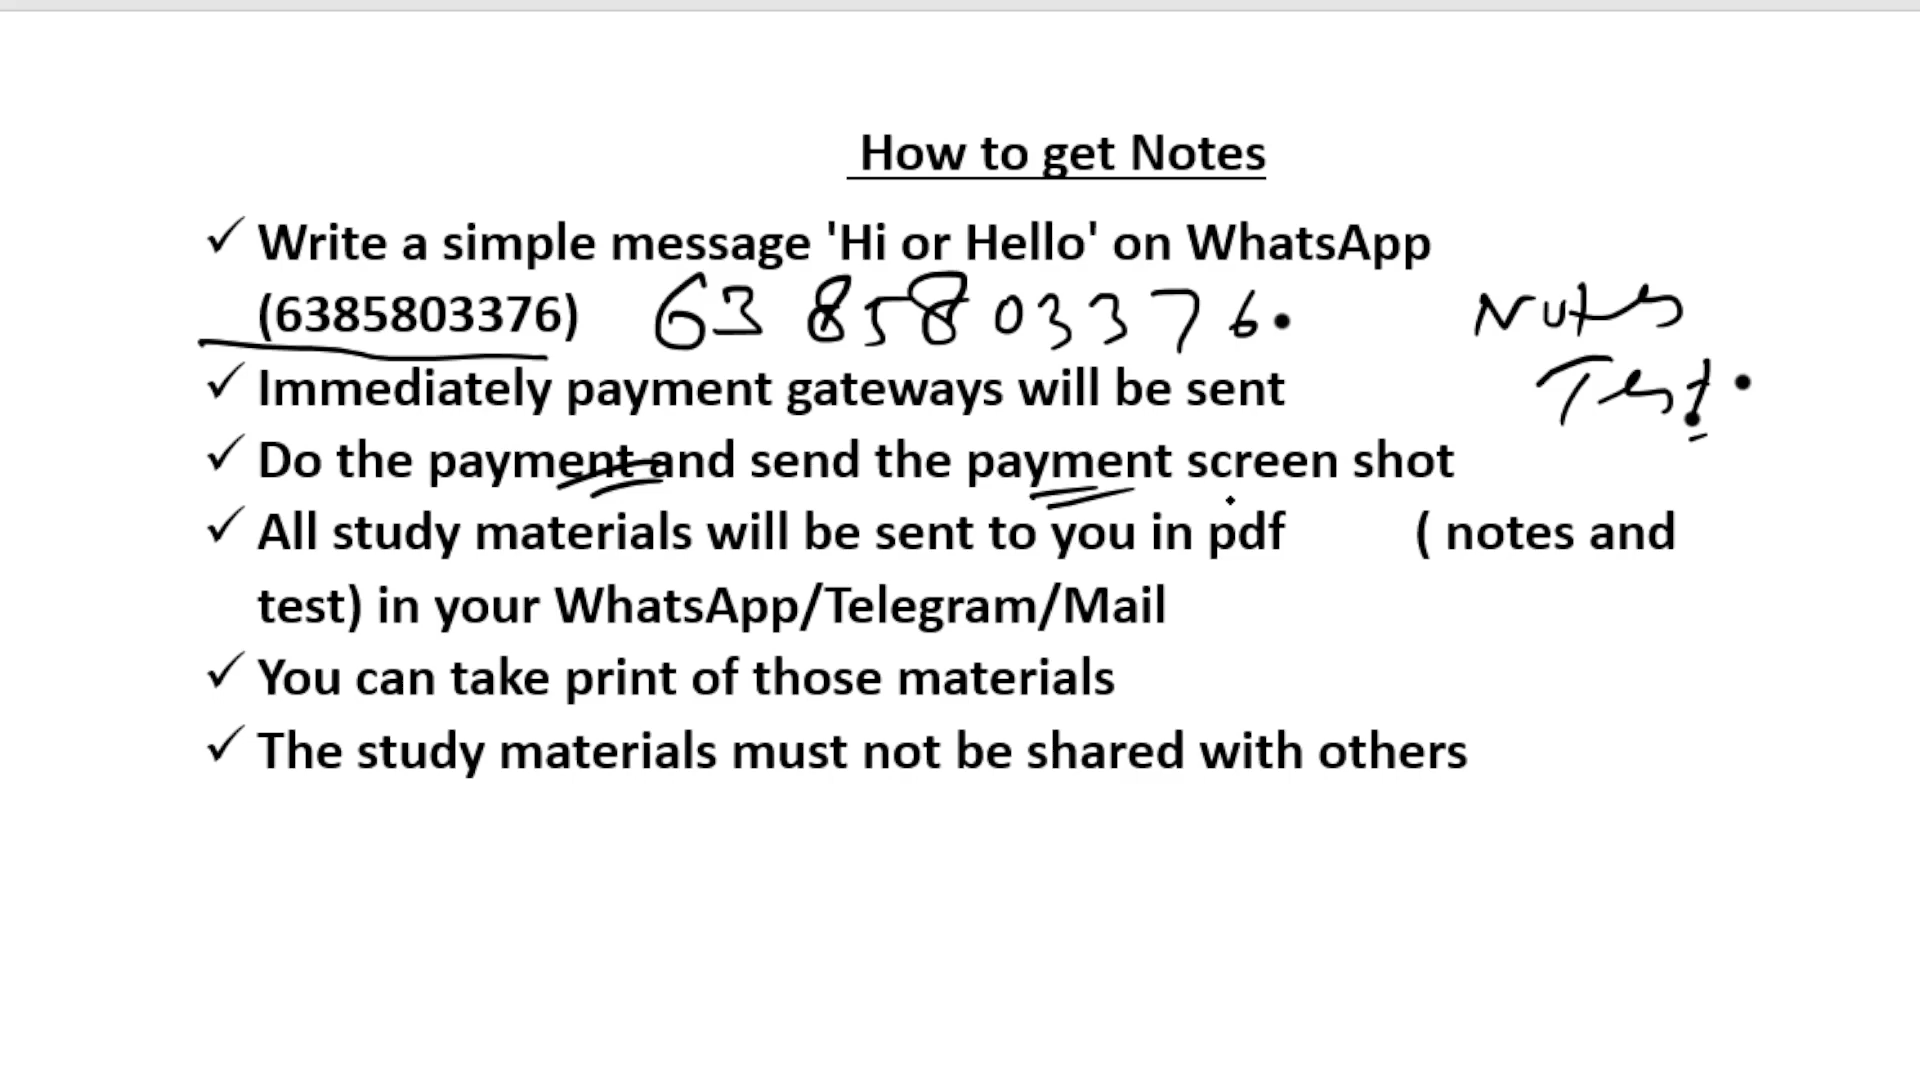 How to get Notes
✓ Write a simple message 'Hi or Hello' on WhatsApp
(6385803376) 6385803376. Notes
Test.
✓ Immediately payment gateways will be sent
✓ Do the payment and send the payment screen shot
✓ All study materials will be sent to you in pdf ( notes and
test) in your WhatsApp/Telegram/Mail
✓ You can take print of those materials
✓ The study materials must not be shared with others